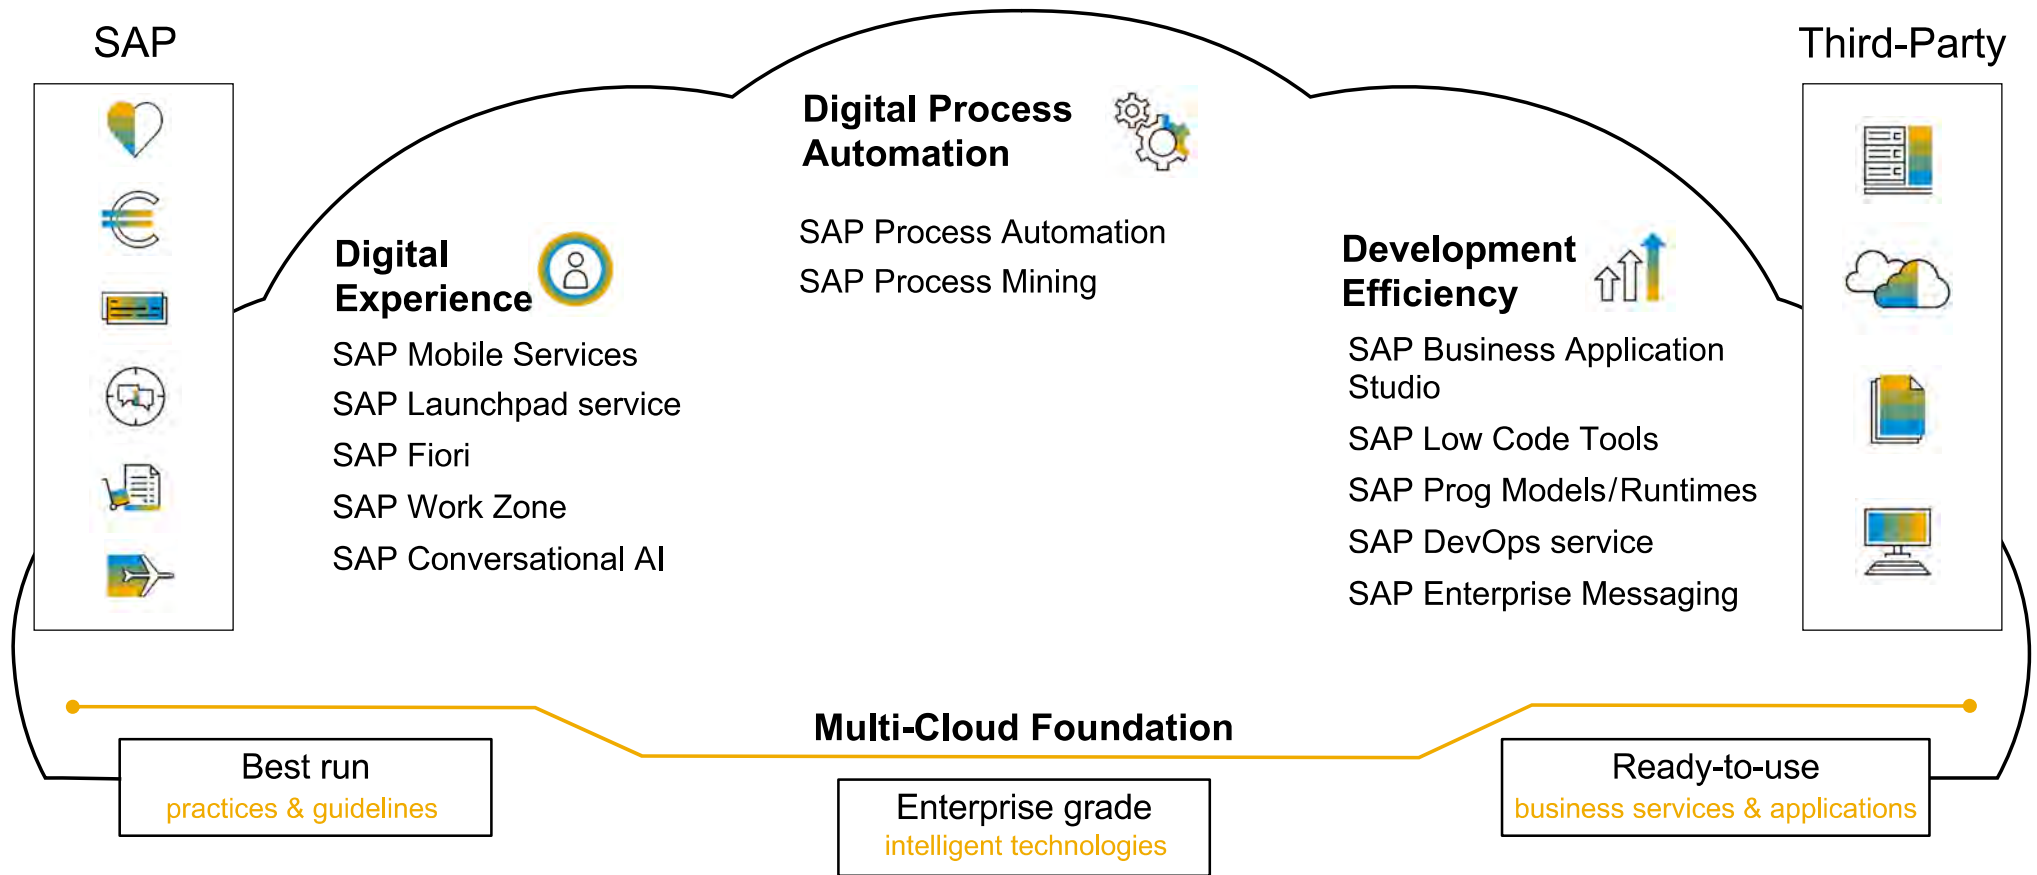 SAP
Third-Party
Digital Process
Automation
SAP Process Automation
SAP Process Mining
Digital
Experience
SAP Mobile Services
SAP Launchpad service
SAP Fiori
SAP Work Zone
SAP Conversational AI
Development
Efficiency
SAP Business Application
Studio
SAP Low Code Tools
SAP Prog Models/Runtimes
SAP DevOps service
SAP Enterprise Messaging
Multi-Cloud Foundation
Best run
practices & guidelines
Enterprise grade
intelligent technologies
Ready-to-use
business services & applications